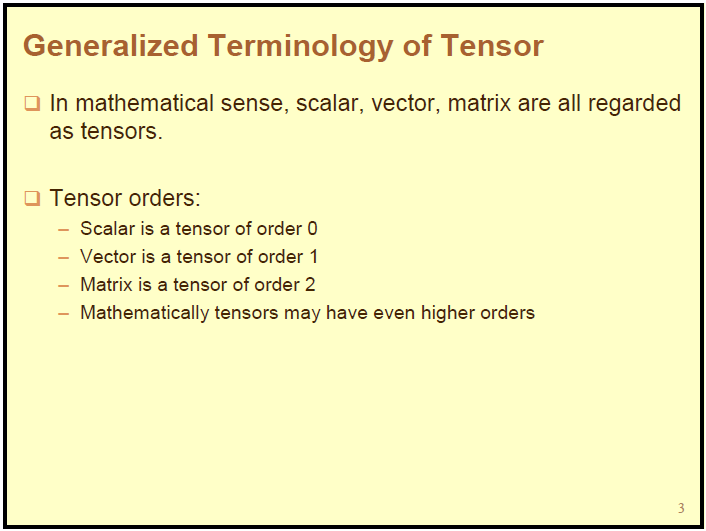 Generalized Terminology of Tensor
In mathematical sense, scalar, vector, matrix are all regarded
as tensors.
Tensor orders:
– Scalar is a tensor of order 0
– Vector is a tensor of order 1
– Matrix is a tensor of order 2
– Mathematically tensors may have even higher orders
3